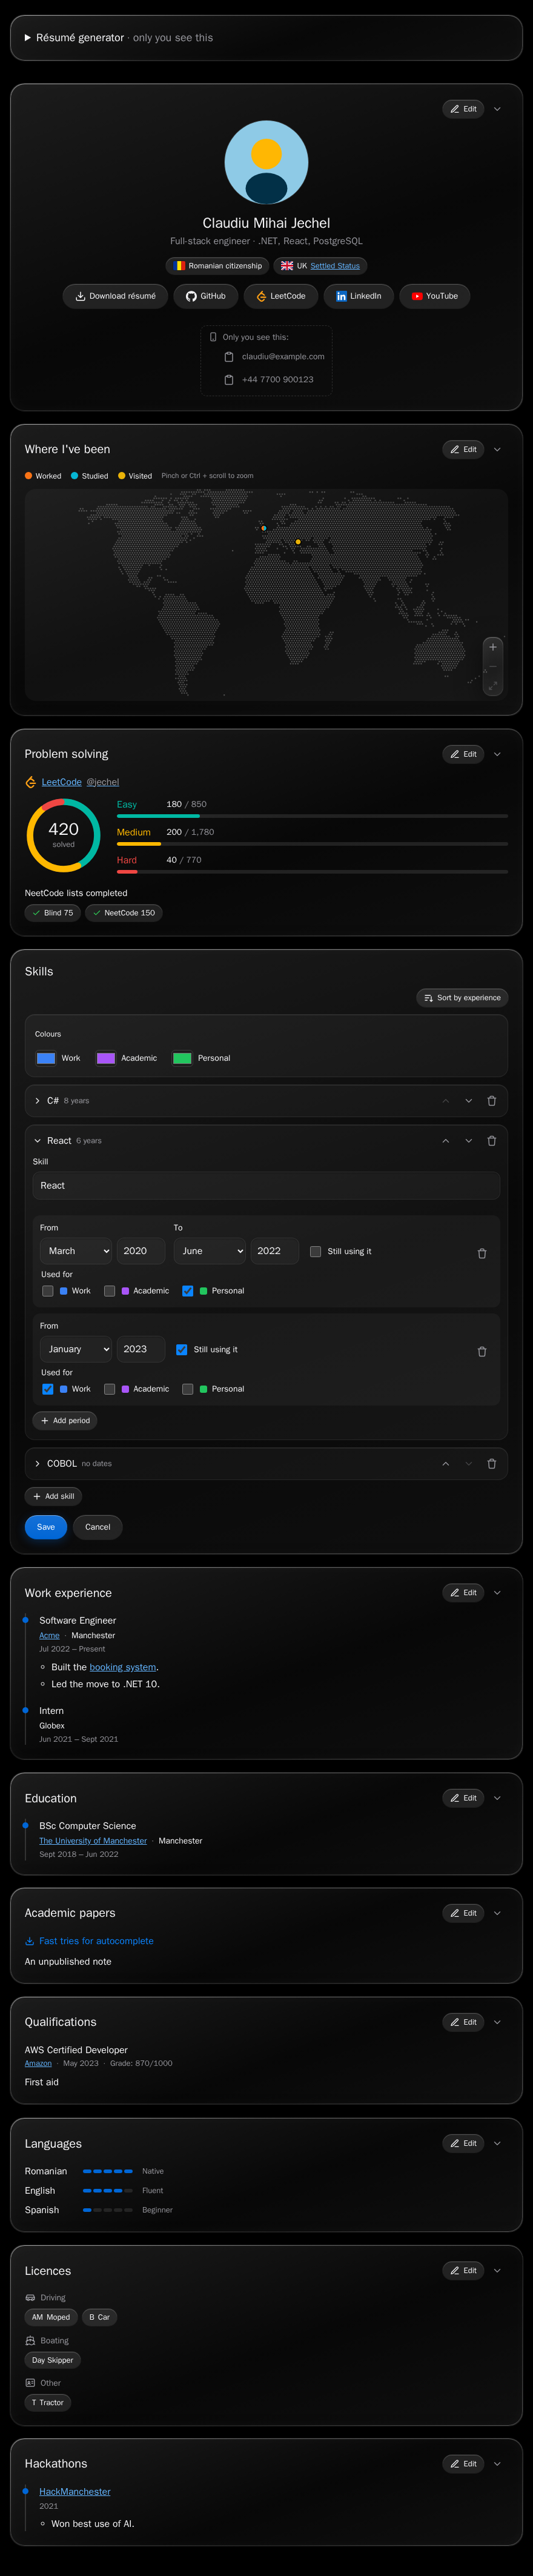 Résumé generator · only you see this
Edit
Claudiu Mihai Jechel
Full-stack engineer · .NET, React, PostgreSQL
Romanian citizenship
UK Settled Status
Download résumé
GitHub
LeetCode
LinkedIn
YouTube
Only you see this:
claudiu@example.com
+44 7700 900123
Where I've been
Edit
Worked
Studied
Visited
Pinch or Ctrl + scroll to zoom
Problem solving
Edit
LeetCode @jechel
420
solved
Easy 180 / 850
Medium 200 / 1,780
Hard 40 / 770
NeetCode lists completed
Blind 75
NeetCode 150
Skills
Sort by experience
Colours
Work
Academic
Personal
C# 8 years
React 6 years
Skill
React
From To
March 2020 June 2022 Still using it
Used for
Work Academic Personal
From
January 2023 Still using it
Used for
Work Academic Personal
Add period
COBOL no dates
Add skill
Save
Cancel
Work experience
Edit
Software Engineer
Acme · Manchester
Jul 2022 – Present
Built the booking system.
Led the move to .NET 10.
Intern
Globex
Jun 2021 – Sept 2021
Education
Edit
BSc Computer Science
The University of Manchester · Manchester
Sept 2018 – Jun 2022
Academic papers
Edit
Fast tries for autocomplete
An unpublished note
Qualifications
Edit
AWS Certified Developer
Amazon · May 2023 · Grade: 870/1000
First aid
Languages
Edit
Romanian Native
English Fluent
Spanish Beginner
Licences
Edit
Driving
AM Moped
B Car
Boating
Day Skipper
Other
T Tractor
Hackathons
Edit
HackManchester
2021
Won best use of AI.